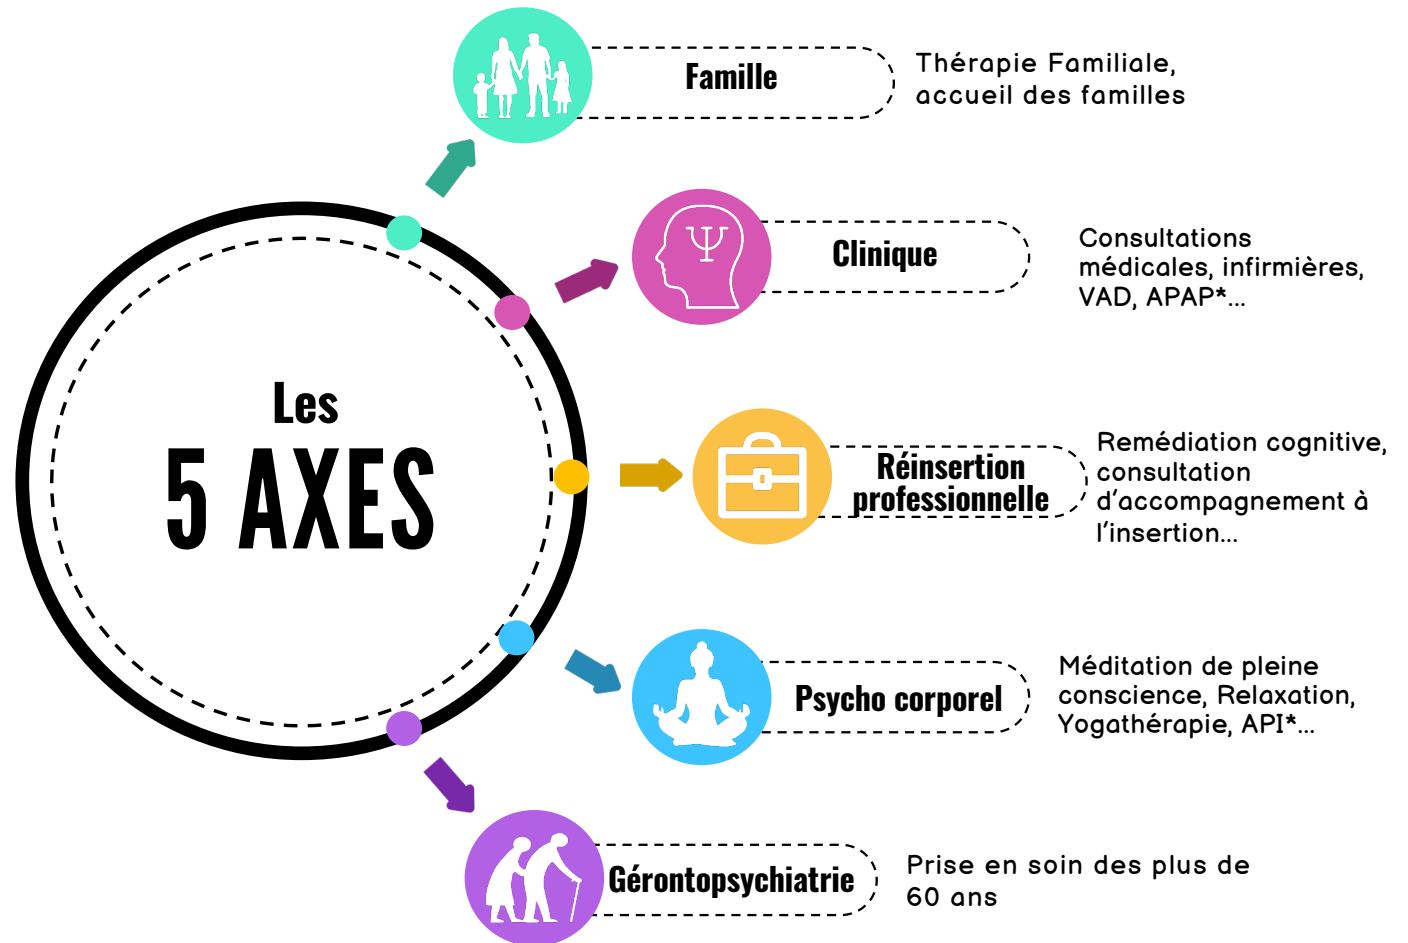 Famille
Thérapie Familiale,
accueil des familles
Clinique
Consultations
médicales, infirmières,
VAD, APAP*...
Les
5 AXES
Réinsertion
professionnelle
Remédiation cognitive,
consultation
d'accompagnement à
l'insertion...
Psycho corporel
Méditation de pleine
conscience, Relaxation,
Yogathérapie, API*...
Gérontopsychiatrie
Prise en soin des plus de
60 ans